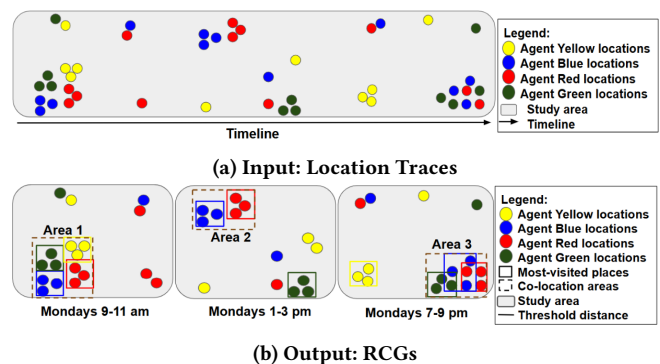 Legend:
Agent Yellow locations
Agent Blue locations
Agent Red locations
Agent Green locations
Study area
Timeline
Timeline
(a) Input: Location Traces
Area 1
Area 2
Area 3
Mondays 9-11 am
Mondays 1-3 pm
Mondays 7-9 pm
Legend:
Agent Yellow locations
Agent Blue locations
Agent Red locations
Agent Green locations
Most-visited places
Co-location areas
Study area
Threshold distance
(b) Output: RCGs